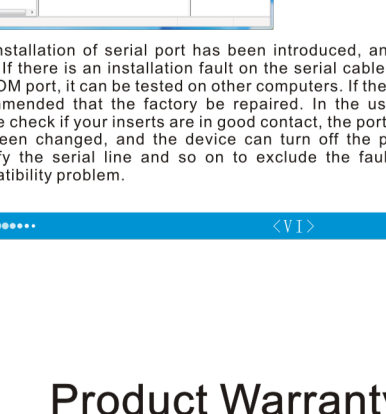 nstallation of serial port has been introduced, an
If there is an installation fault on the serial cable
OM port, it can be tested on other computers. If the
mmended that the factory be repaired. In the us
e check if your inserts are in good contact, the port
een changed, and the device can turn off the p
fy the serial line and so on to exclude the faul
atibility problem.
<VI>
Product Warranty